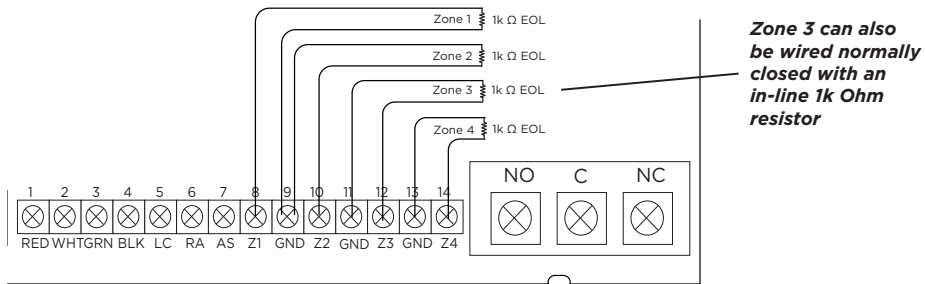 Zone 1 1k Ω EOL
Zone 2 1k Ω EOL
Zone 3 1k Ω EOL
Zone 4 1k Ω EOL
Zone 3 can also
be wired normally
closed with an
in-line 1k Ohm
resistor
NO C NC
1 2 3 4 5 6 7 8 9 10 11 12 13 14
RED WHT GRN BLK LC RA AS Z1 GND Z2 GND Z3 GND Z4